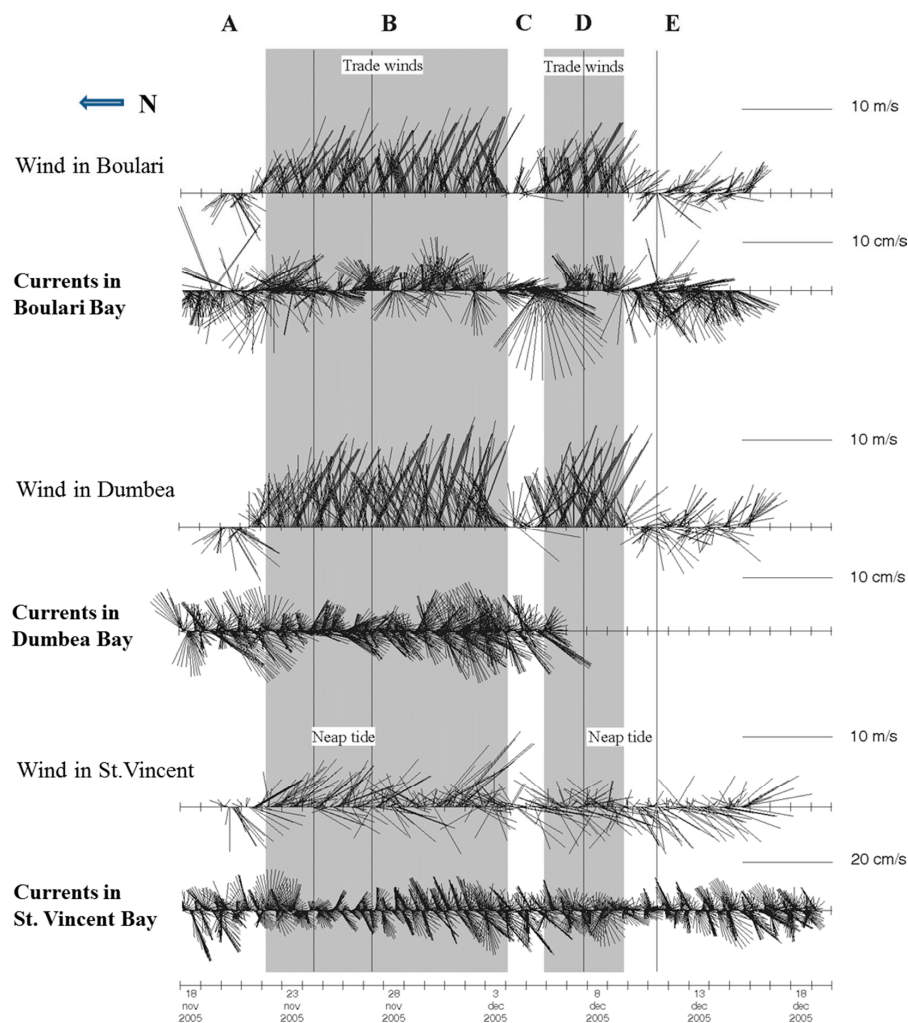 A B C D E
Trade winds Trade winds
N
10 m/s
Wind in Boulari
10 cm/s
Currents in
Boulari Bay
10 m/s
Wind in Dumbea
10 cm/s
Currents in
Dumbea Bay
Neap tide Neap tide
10 m/s
Wind in St.Vincent
20 cm/s
Currents in
St. Vincent Bay
18 23 28 3 8 13 18
nov nov nov dec dec dec dec
2005 2005 2005 2005 2005 2005 2005